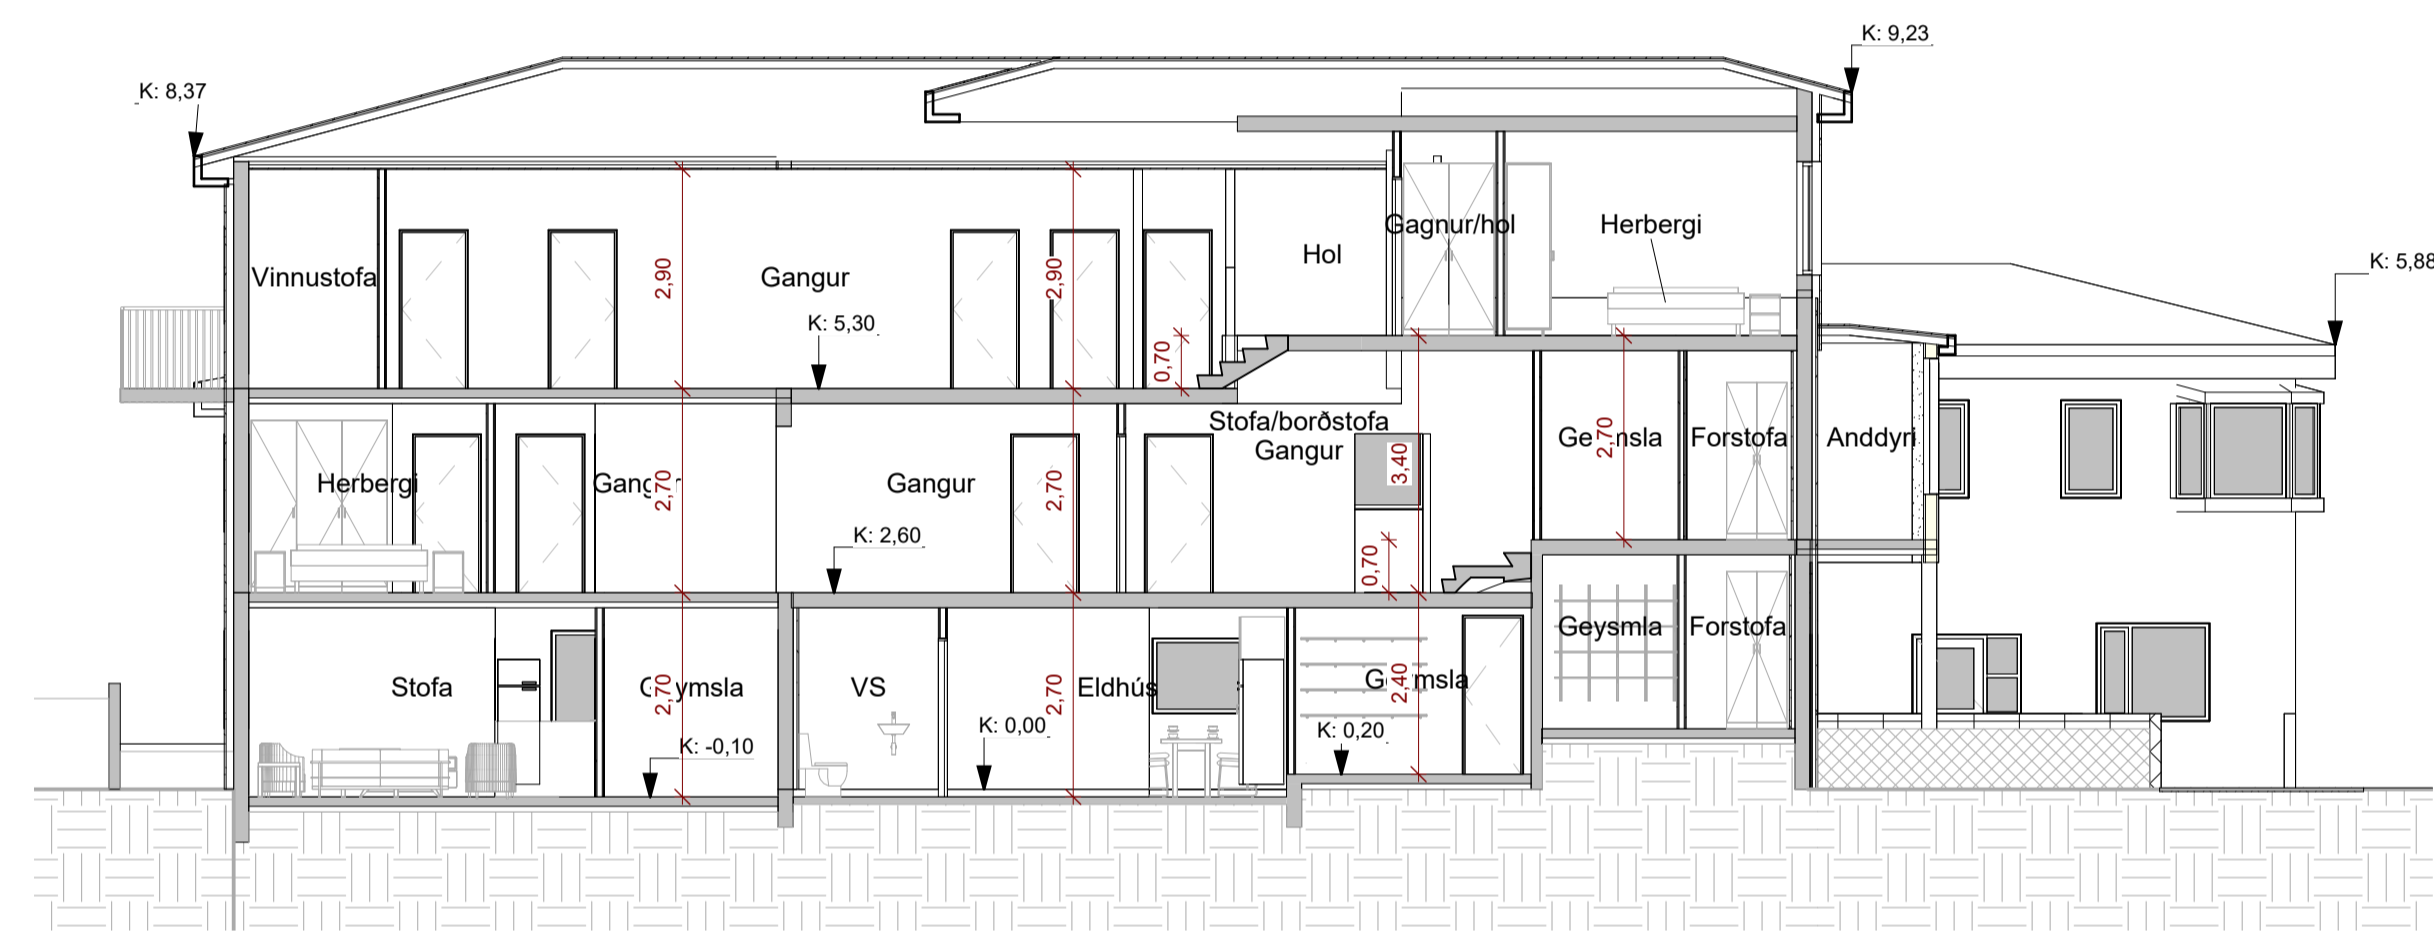 K: 9,23
K: 8,37
Gagnur/hol
Herbergi
Hol
Vinnustofa
Gangur
2,90
2,90
K: 5,88
K: 5,30
0,70
Stofa/borðstofa
Gangur
Forstofa
Anddyri
2,70
3,40
Herbergi
2,70
Gangur
2,70
K: 2,60
0,70
Geysmla
Forstofa
Stofa
2,70
VS
Eldhús
2,70
2,40
K: 0,00
K: 0,20
K: -0,10